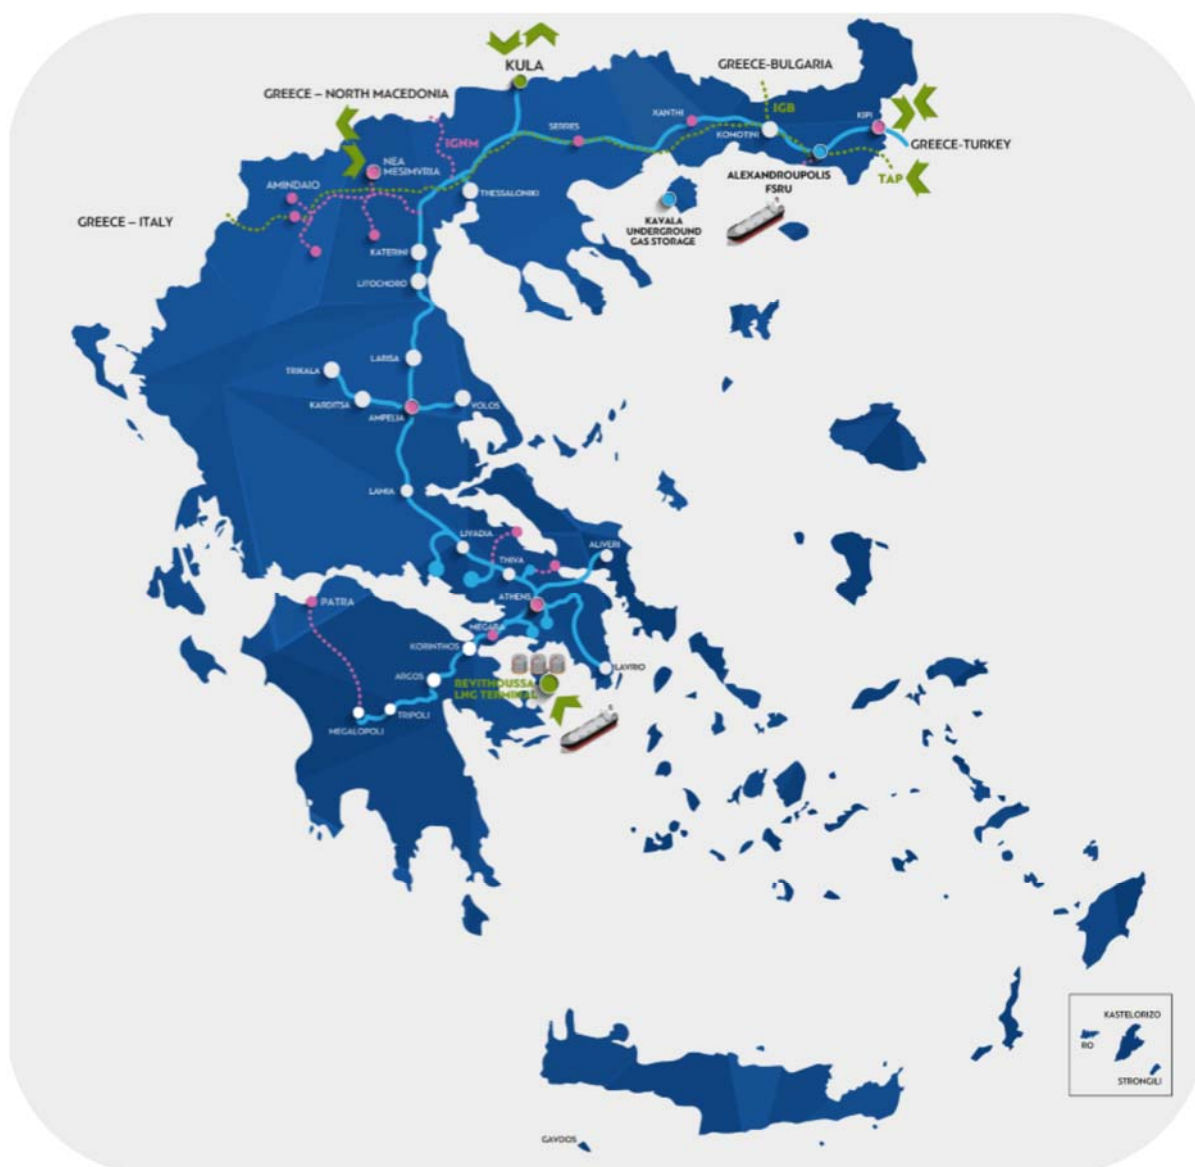 KULA
GREECE-BULGARIA
GREECE – NORTH MACEDONIA
IGB
XANTHI
KIPI
SERRES
KOMOTINI
IGNM
GREECE-TURKEY
NEA
MESIMVRIA
ALEXANDROUPOLIS
FSRU
TAP
AMINDAIO
THESSALONIKI
GREECE – ITALY
KAVALA
UNDERGROUND
GAS STORAGE
KATERINI
LITOCHORO
LARISA
TRIKALA
KARDITSA
VOLOS
AMPELIA
LAMIA
LIVADIA
ALIVERI
THIVA
ATHENS
PATRA
MEGARA
KORINTHOS
LAVRIO
ARGOS
REVITHOUSSA
LNG TERMINAL
TRIPOLI
MEGALOPOLI
KASTELORIZO
RO
STRONGILI
GAVDOS